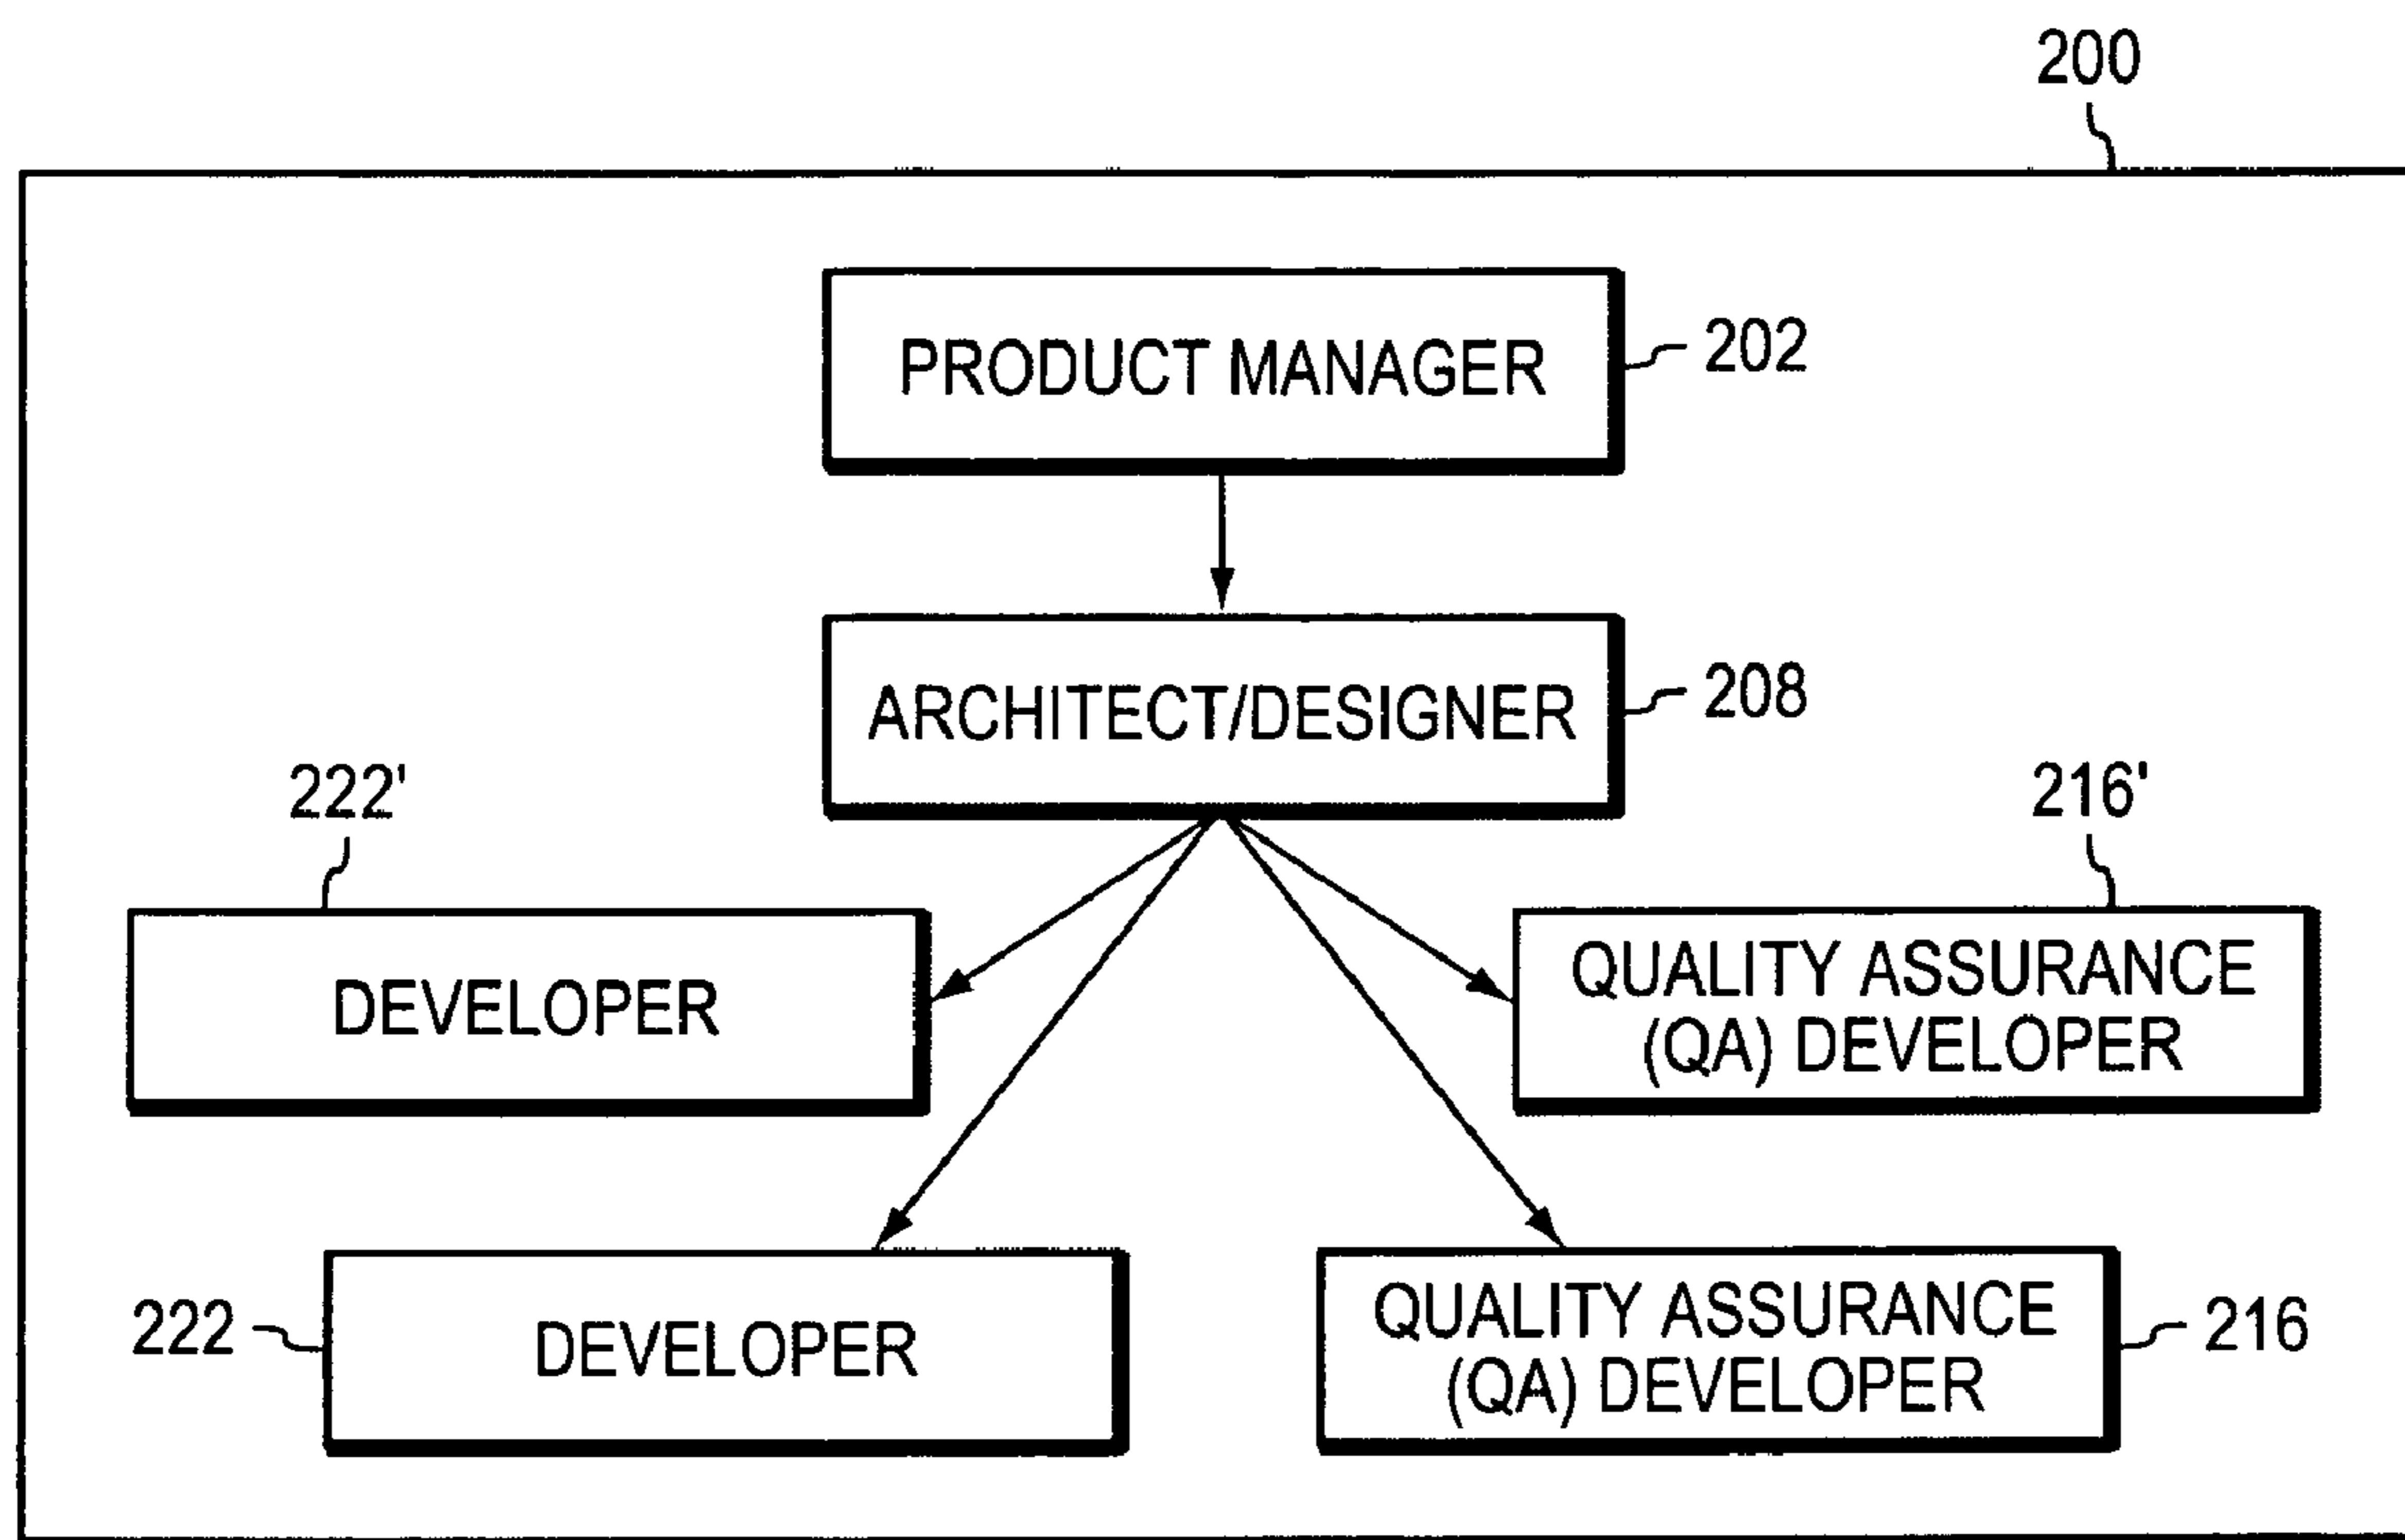 200
PRODUCT MANAGER
202
ARCHITECT/DESIGNER
208
222'
216'
DEVELOPER
QUALITY ASSURANCE
(QA) DEVELOPER
222
DEVELOPER
QUALITY ASSURANCE
(QA) DEVELOPER
216